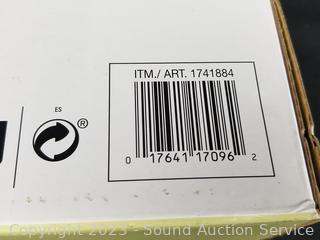 ITM./ ART. 1741884
ES
®
0 17641 17096 2
Copyright 2023 - Sound Auction Service